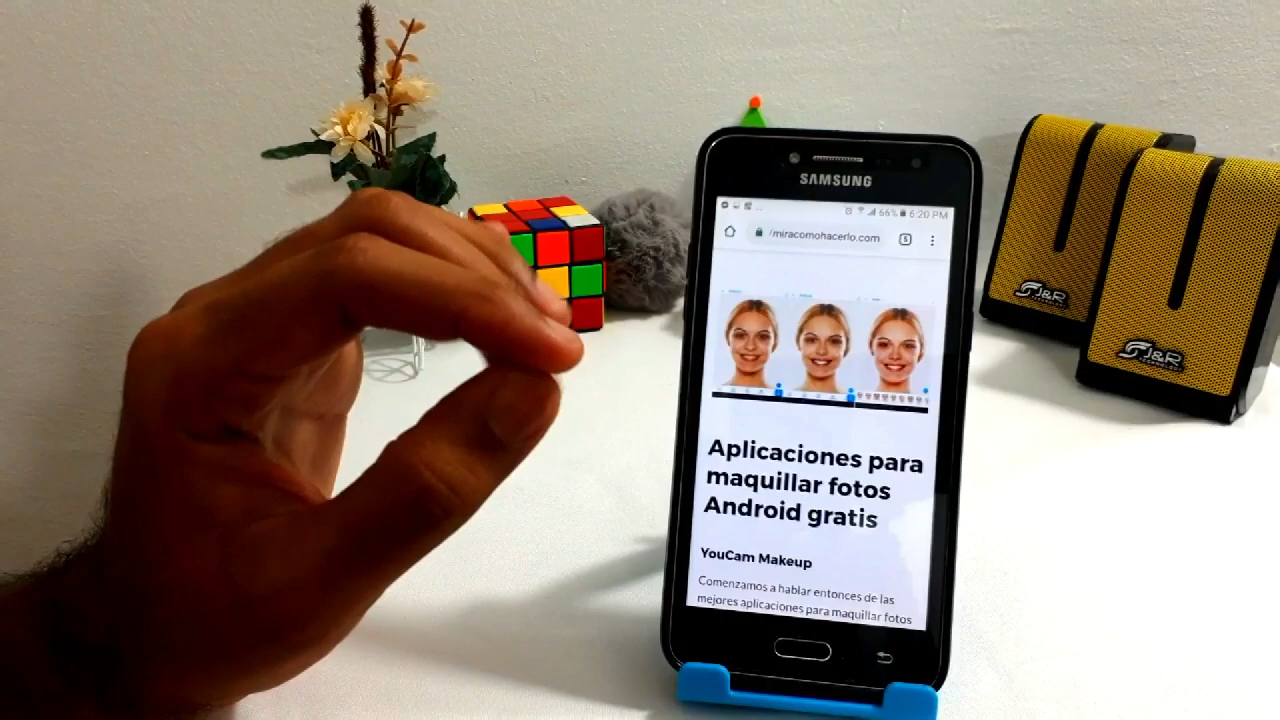 SAMSUNG
66% 6:20 PM
/miracomohacerlo.com
5
Aplicaciones para
maquillar fotos
Android gratis
YouCam Makeup
Comenzamos a hablar entonces de las
mejores aplicaciones para maquillar fotos
J&R
J&R